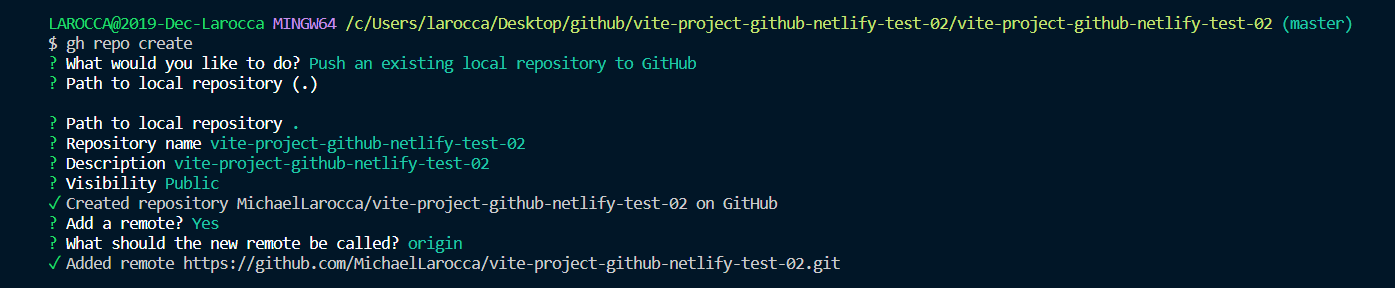 LAROCCA@2019-Dec-Larocca MINGW64 /c/Users/larocca/Desktop/github/vite-project-github-netlify-test-02/vite-project-github-netlify-test-02 (master)
$ gh repo create
? What would you like to do? Push an existing local repository to GitHub
? Path to local repository (.)
? Path to local repository .
? Repository name vite-project-github-netlify-test-02
? Description vite-project-github-netlify-test-02
? Visibility Public
✓ Created repository MichaelLarocca/vite-project-github-netlify-test-02 on GitHub
? Add a remote? Yes
? What should the new remote be called? origin
✓ Added remote https://github.com/MichaelLarocca/vite-project-github-netlify-test-02.git